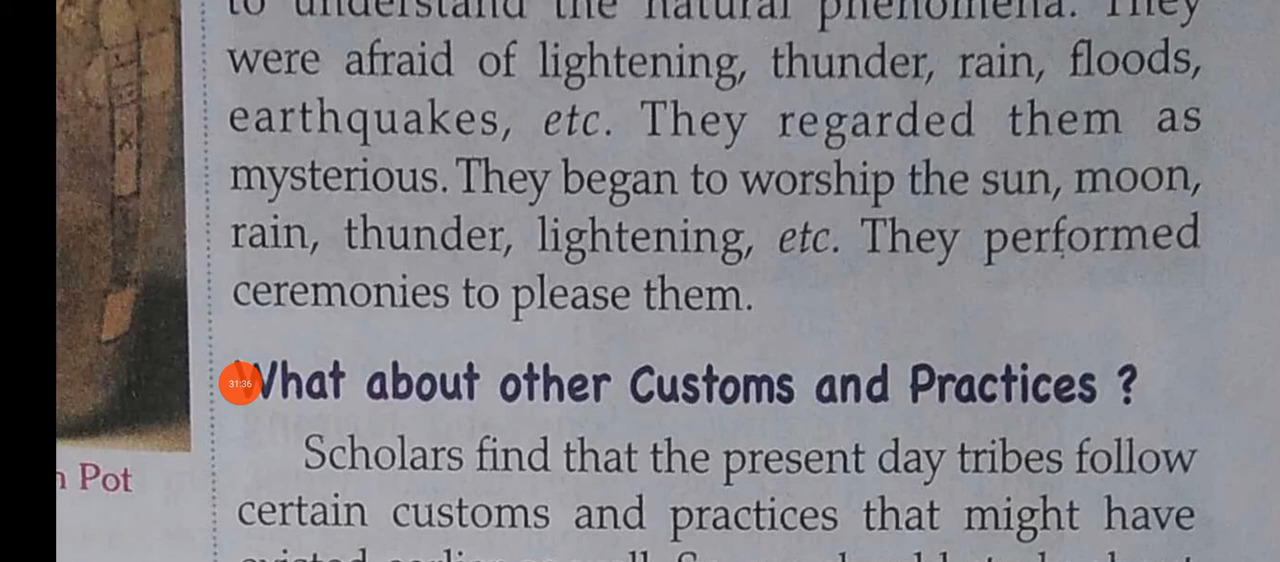 to understand the natural phenomena. They
were afraid of lightening, thunder, rain, floods,
earthquakes, etc. They regarded them as
mysterious. They began to worship the sun, moon,
rain, thunder, lightening, etc. They performed
ceremonies to please them.
31:36
What about other Customs and Practices ?
Pot
Scholars find that the present day tribes follow
certain customs and practices that might have